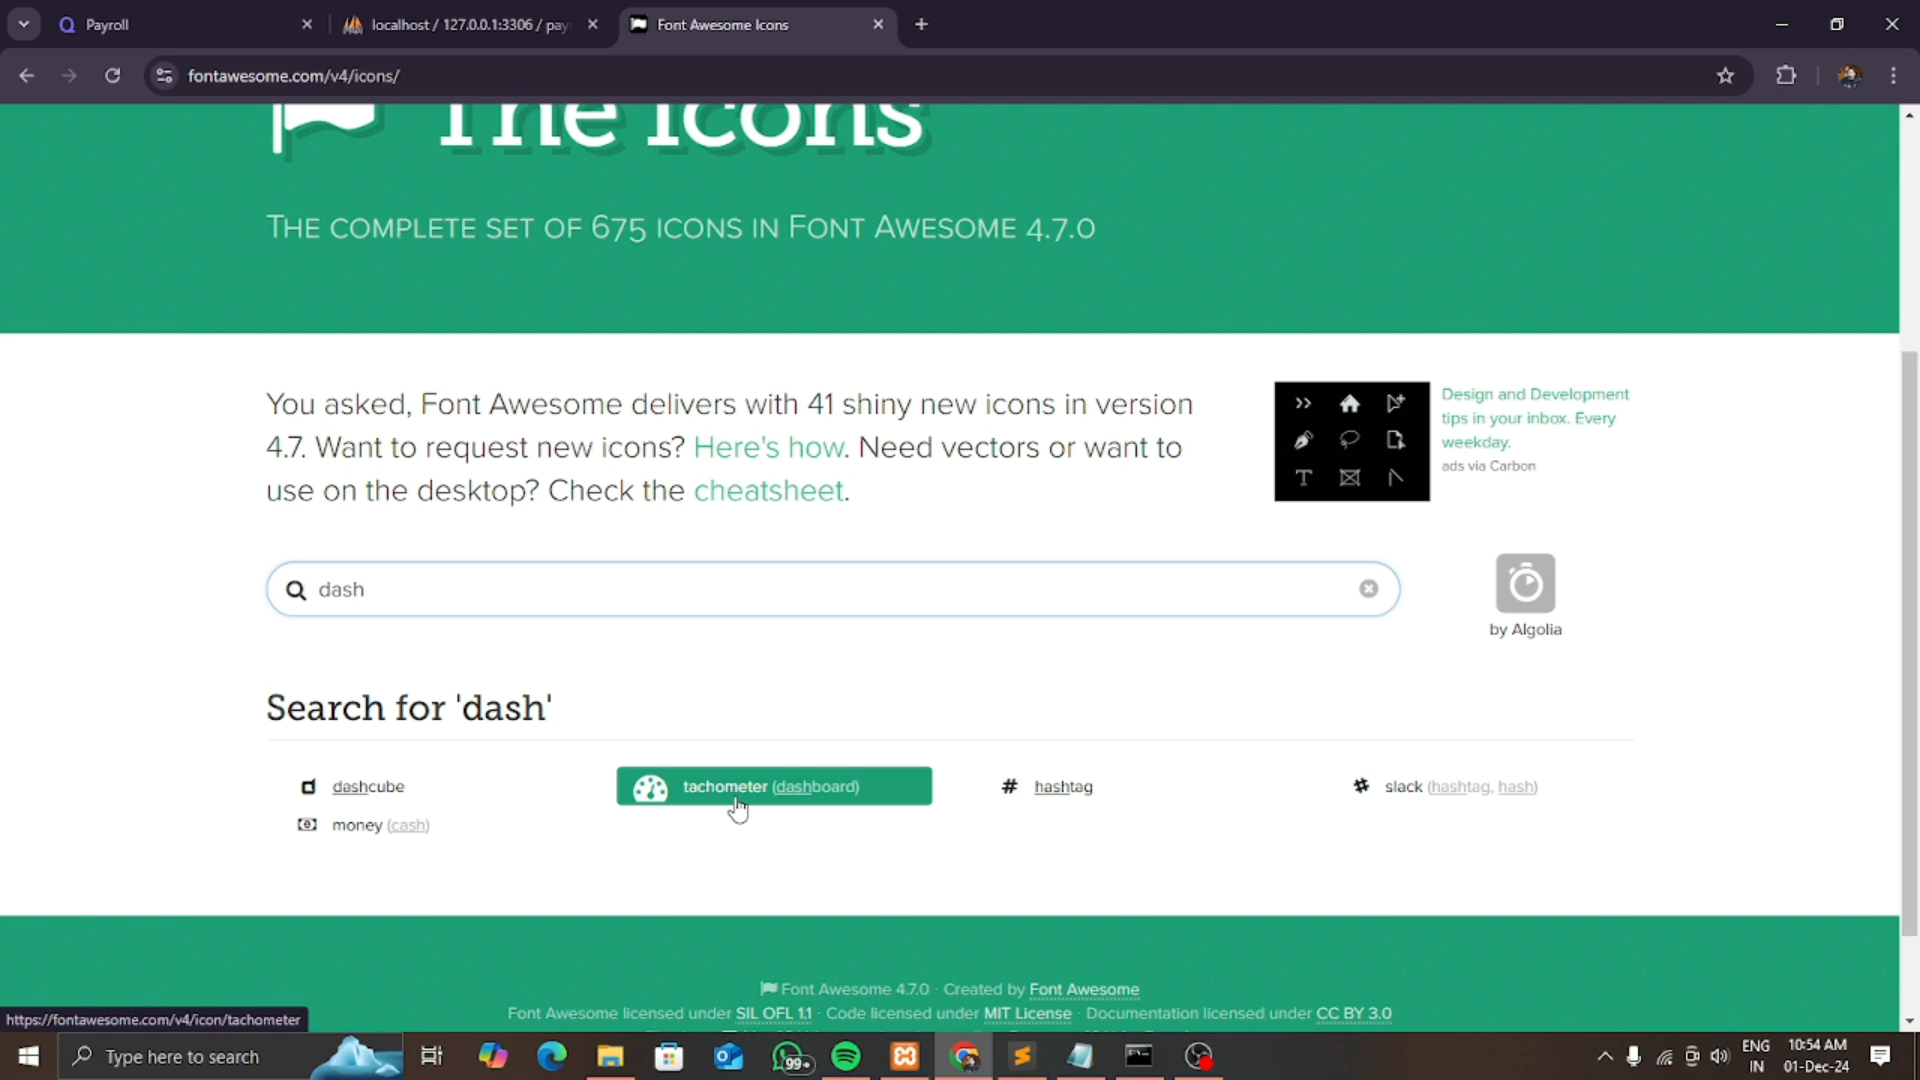 Payroll
localhost / 127.0.0.1:3306 / pay
Font Awesome Icons
fontawesome.com/v4/icons/
The Icons
The complete set of 675 icons in Font Awesome 4.7.0
You asked, Font Awesome delivers with 41 shiny new icons in version
4.7. Want to request new icons? Here's how. Need vectors or want to
use on the desktop? Check the cheatsheet.
Design and Development
tips in your inbox. Every
weekday.
ads via Carbon
dash
by Algolia
Search for 'dash'
dashcube
tachometer (dashboard)
# hashtag
slack (hashtag, hash)
money (cash)
Font Awesome 4.7.0 · Created by Font Awesome
Font Awesome licensed under SIL OFL 1.1 · Code licensed under MIT License · Documentation licensed under CC BY 3.0
https://fontawesome.com/v4/icon/tachometer
Type here to search
99+
ENG
IN
10:54 AM
01-Dec-24